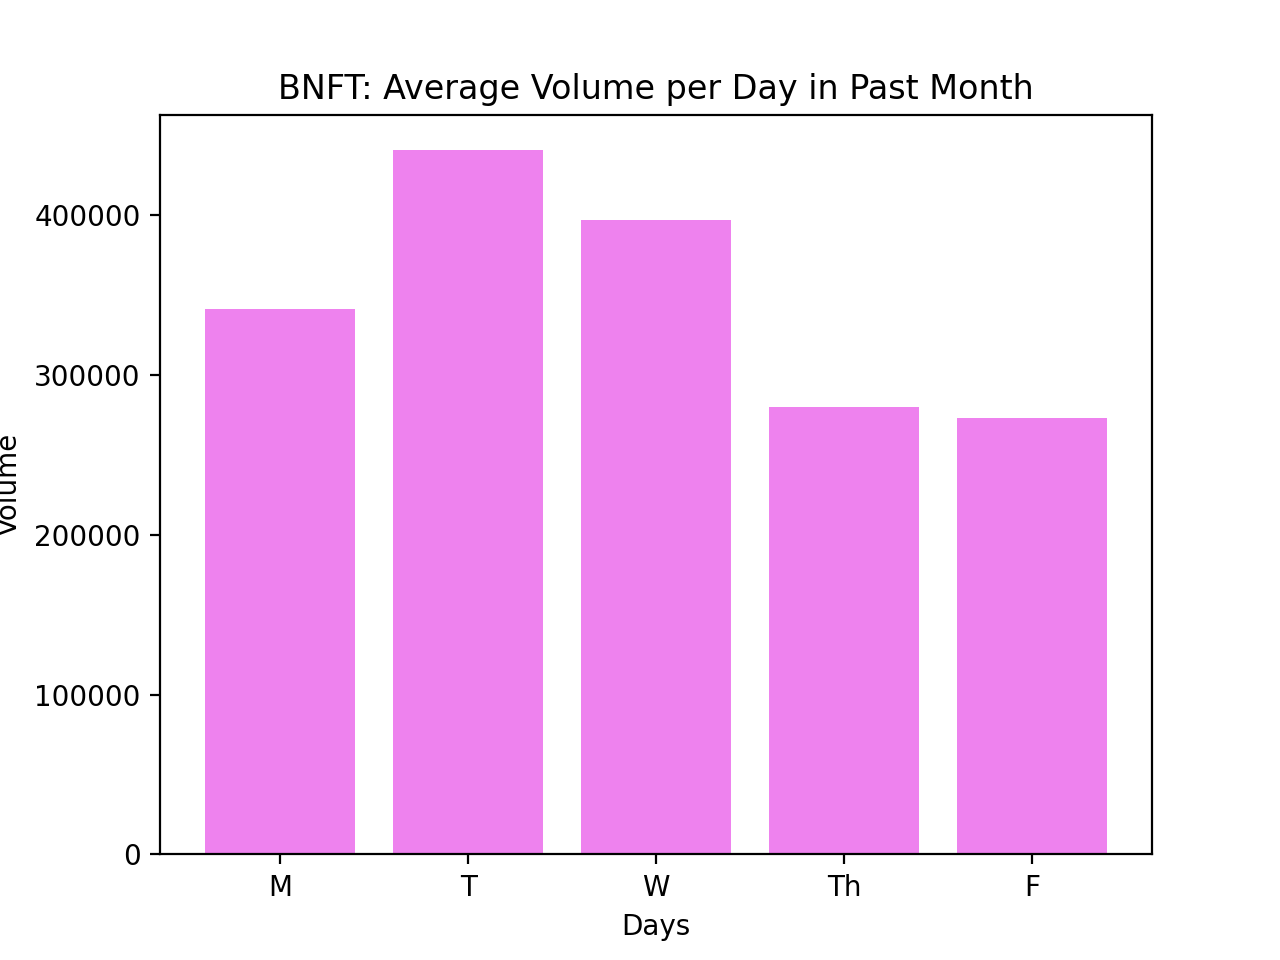 BNFT: Average Volume per Day in Past Month
Volume
400000
300000
200000
100000
0
M T W Th F
Days